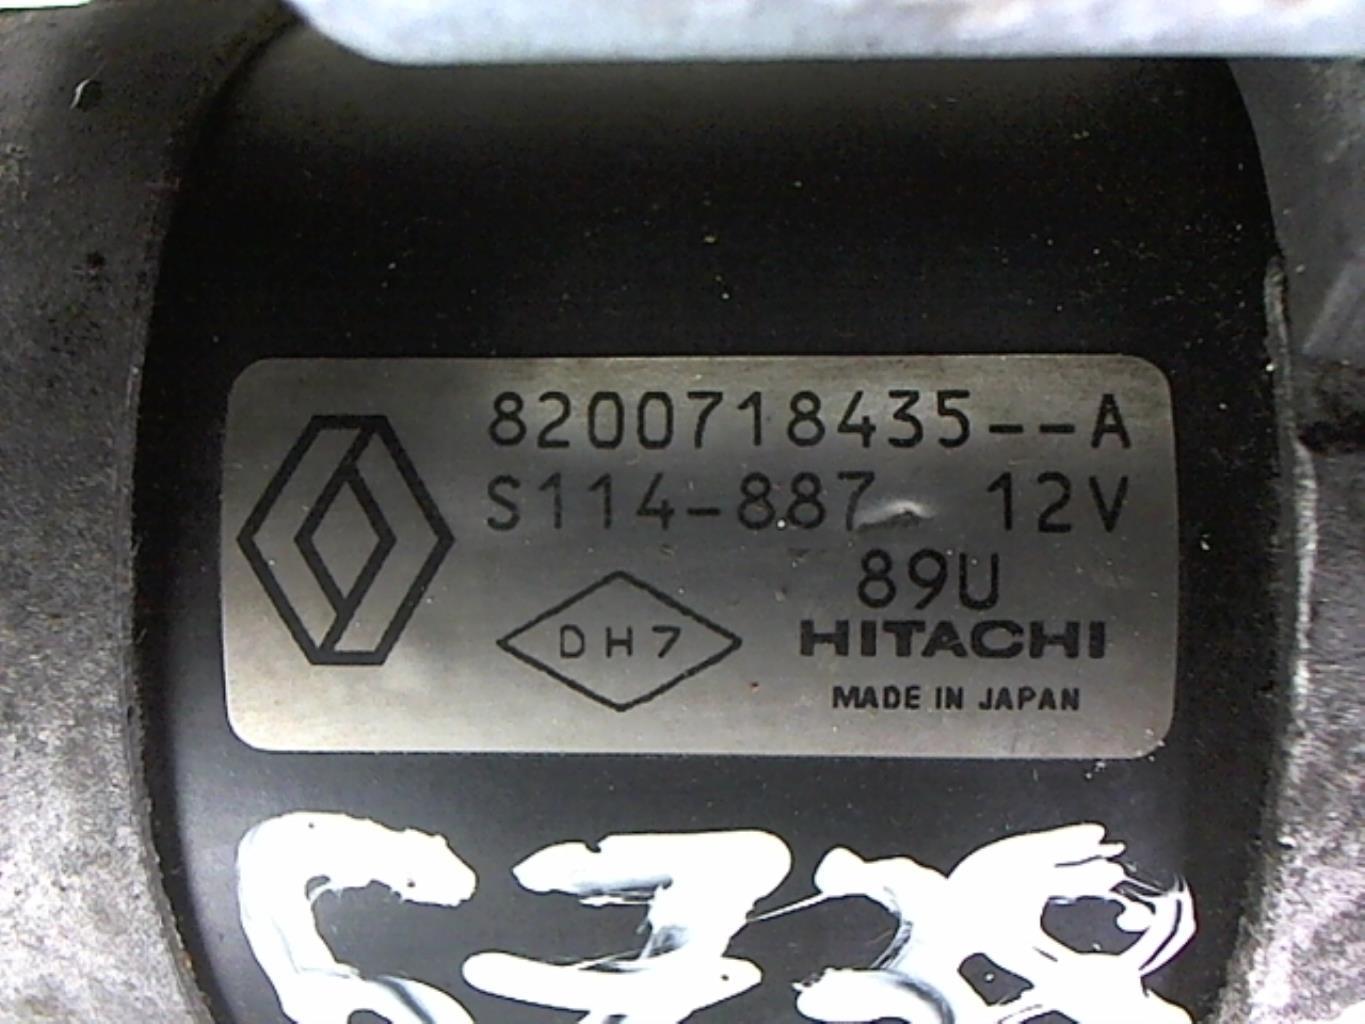 8200718435--A
S114-887 12V
89U
DH7
HITACHI
MADE IN JAPAN